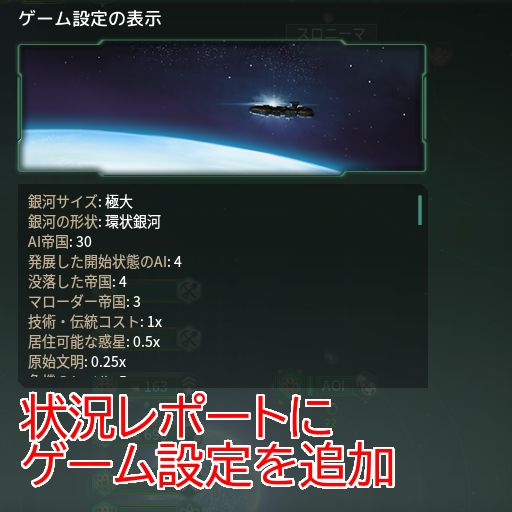 ゲーム設定の表示
スロニーマ
銀河サイズ: 極大
銀河の形状: 環状銀河
AI帝国: 30
発展した開始状態のAI: 4
没落した帝国: 4
マローダー帝国: 3
技術・伝統コスト: 1x
居住可能な惑星: 0.5x
原始文明: 0.25x
163
ADI
状況レポートに
ゲーム設定を追加